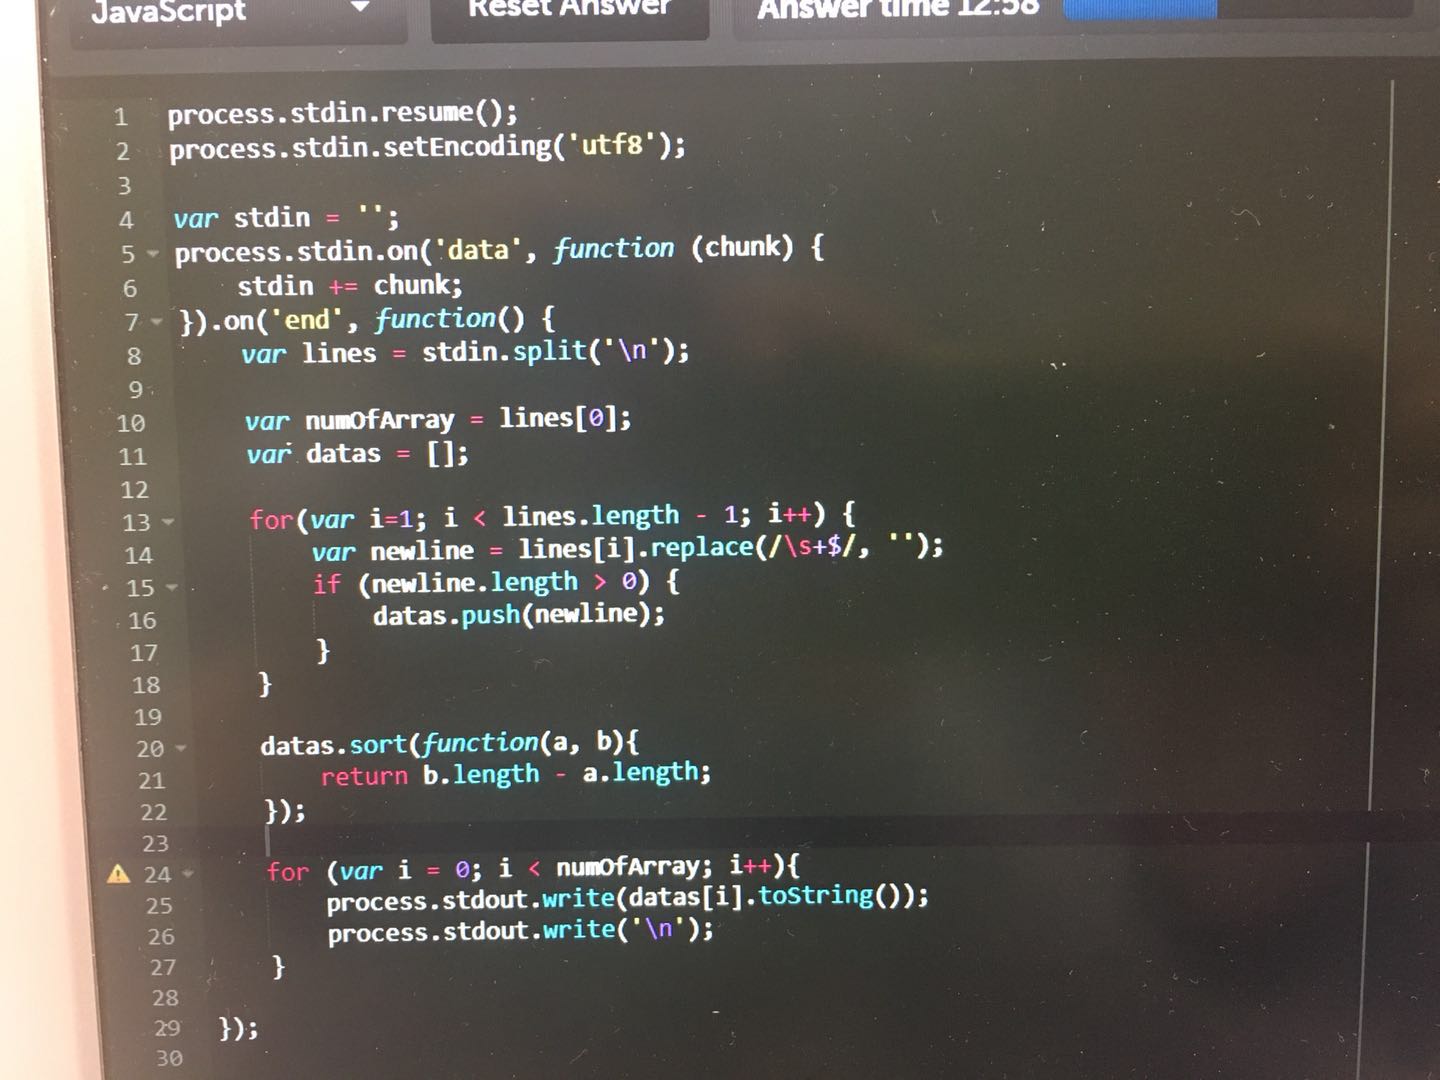 JavaScript Reset Answer Answer time 12:58
1 process.stdin.resume();
2 process.stdin.setEncoding('utf8');
3
4 var stdin = '';
5 process.stdin.on('data', function (chunk) {
6 stdin += chunk;
7 }).on('end', function() {
8 var lines = stdin.split('\n');
9
10 var numOfArray = lines[0];
11 var datas = [];
12
13 for(var i=1; i < lines.length - 1; i++) {
14 var newline = lines[i].replace(/\s+$/, '');
15 if (newline.length > 0) {
16 datas.push(newline);
17 }
18 }
19
20 datas.sort(function(a, b){
21 return b.length - a.length;
22 });
23
24 for (var i = 0; i < numOfArray; i++){
25 process.stdout.write(datas[i].toString());
26 process.stdout.write('\n');
27 }
28
29 });
30